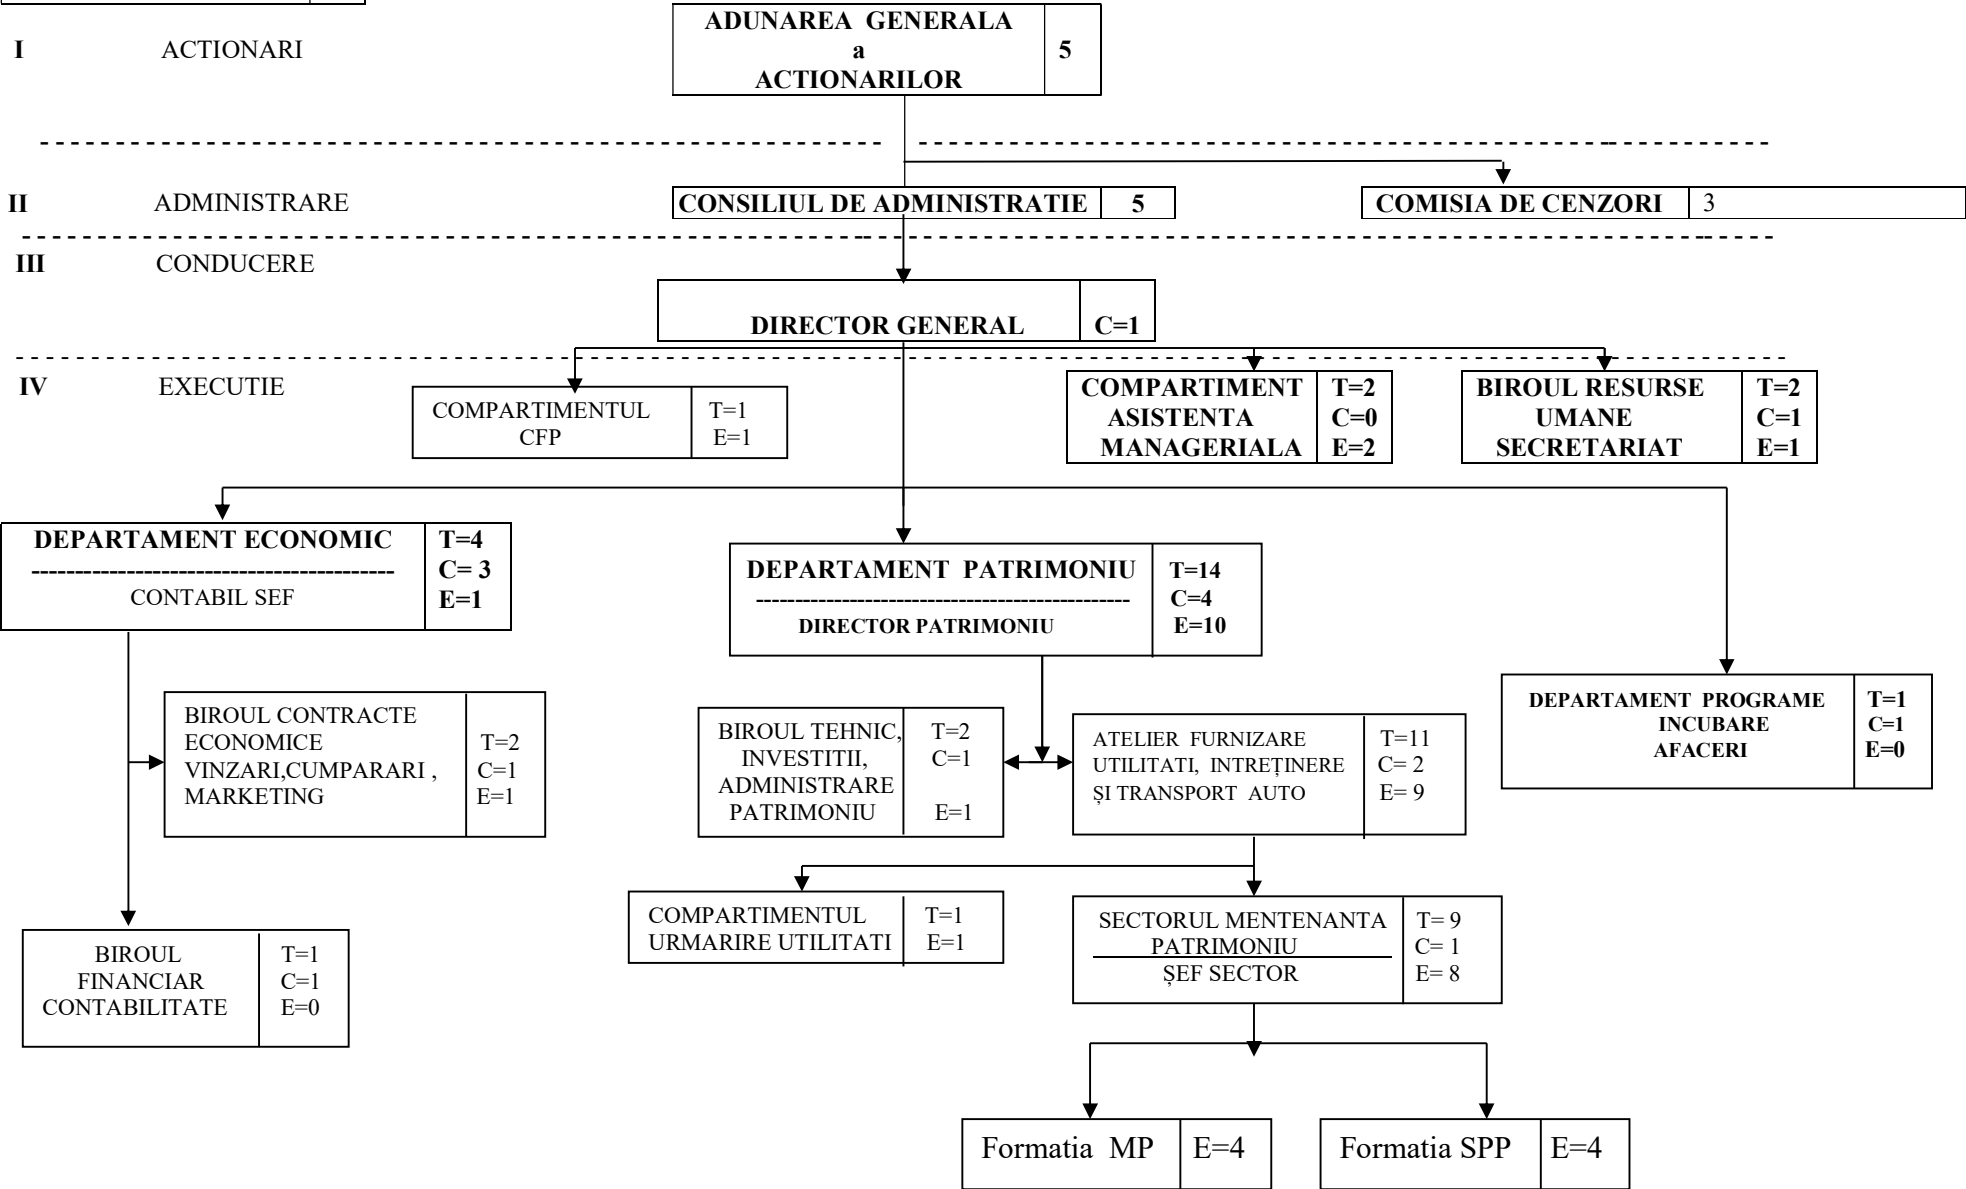 ADUNAREA GENERALA
a
ACTIONARILOR
5
I ACTIONARI
II ADMINISTRARE
CONSILIUL DE ADMINISTRATIE 5
COMISIA DE CENZORI 3
III CONDUCERE
DIRECTOR GENERAL C=1
IV EXECUTIE
COMPARTIMENTUL T=1
CFP E=1
COMPARTIMENT T=2
ASISTENTA C=0
MANAGERIALA E=2
BIROUL RESURSE T=2
UMANE C=1
SECRETARIAT E=1
DEPARTAMENT ECONOMIC T=4
C= 3
CONTABIL SEF E=1
DEPARTAMENT PATRIMONIU T=14
C=4
DIRECTOR PATRIMONIU E=10
DEPARTAMENT PROGRAME T=1
INCUBARE C=1
AFACERI E=0
BIROUL CONTRACTE
ECONOMICE T=2
VINZARI,CUMPARARI , C=1
MARKETING E=1
BIROUL TEHNIC, T=2
INVESTITII, C=1
ADMINISTRARE
PATRIMONIU E=1
ATELIER FURNIZARE T=11
UTILITATI, INTREȚINERE C= 2
ȘI TRANSPORT AUTO E= 9
BIROUL T=1
FINANCIAR C=1
CONTABILITATE E=0
COMPARTIMENTUL T=1
URMARIRE UTILITATI E=1
SECTORUL MENTENANTA T= 9
PATRIMONIU C= 1
ȘEF SECTOR E= 8
Formatia MP E=4
Formatia SPP E=4